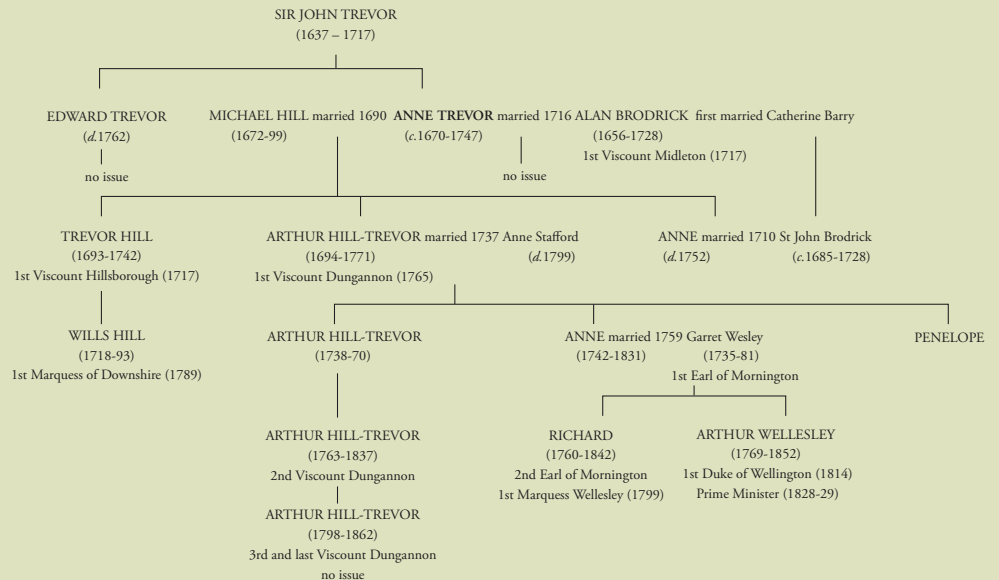 SIR JOHN TREVOR
(1637 – 1717)
EDWARD TREVOR
(d.1762)
no issue
MICHAEL HILL married 1690 ANNE TREVOR married 1716 ALAN BRODRICK first married Catherine Barry
(1672-99)
(c.1670-1747)
(1656-1728)
1st Viscount Midleton (1717)
no issue
TREVOR HILL
(1693-1742)
1st Viscount Hillsborough (1717)
ARTHUR HILL-TREVOR married 1737 Anne Stafford
(1694-1771)
(d.1799)
1st Viscount Dungannon (1765)
ANNE married 1710 St John Brodrick
(d.1752)
(c.1685-1728)
WILLS HILL
(1718-93)
1st Marquess of Downshire (1789)
ARTHUR HILL-TREVOR
(1738-70)
ANNE married 1759 Garret Wesley
(1742-1831)
(1735-81)
1st Earl of Mornington
PENELOPE
ARTHUR HILL-TREVOR
(1763-1837)
2nd Viscount Dungannon
RICHARD
(1760-1842)
2nd Earl of Mornington
1st Marquess Wellesley (1799)
ARTHUR WELLESLEY
(1769-1852)
1st Duke of Wellington (1814)
Prime Minister (1828-29)
ARTHUR HILL-TREVOR
(1798-1862)
3rd and last Viscount Dungannon
no issue